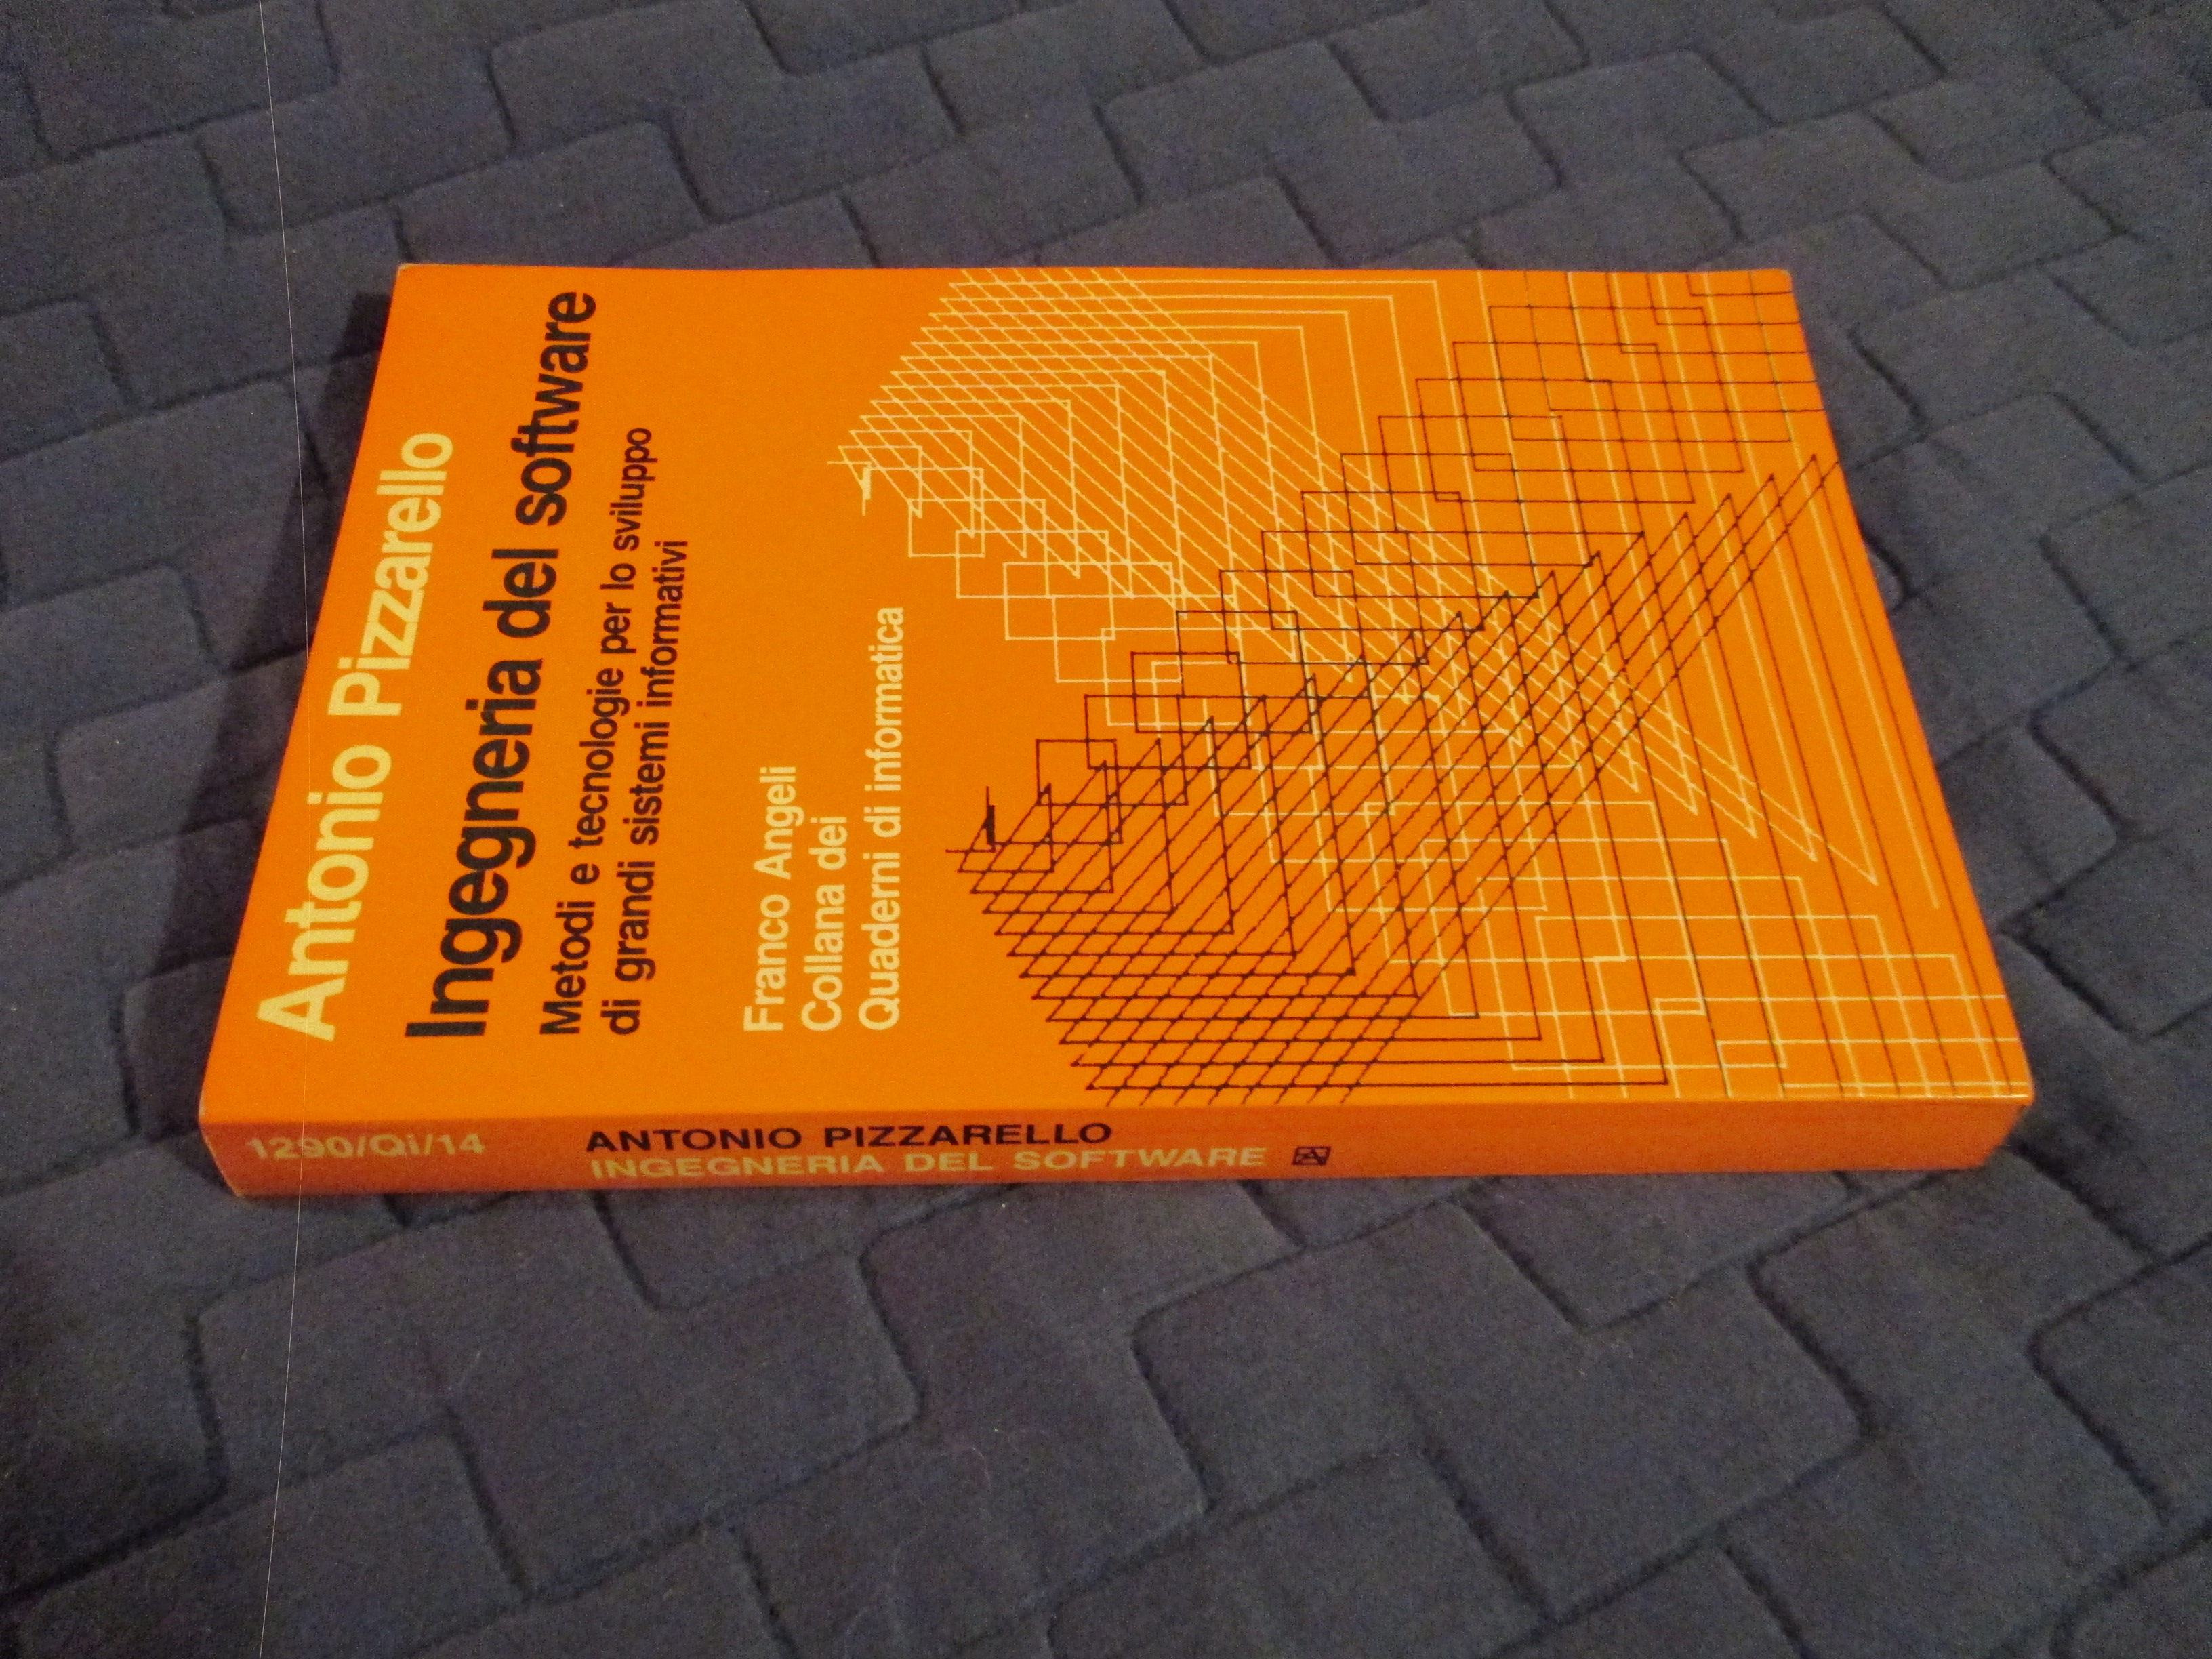 Antonio Pizzarello
Ingegneria del software
Metodi e tecnologie per lo sviluppo
di grandi sistemi informativi
Franco Angeli
Collana dei
Quaderni di informatica
1290/Qi/14
ANTONIO PIZZARELLO
INGEGNERIA DEL SOFTWARE